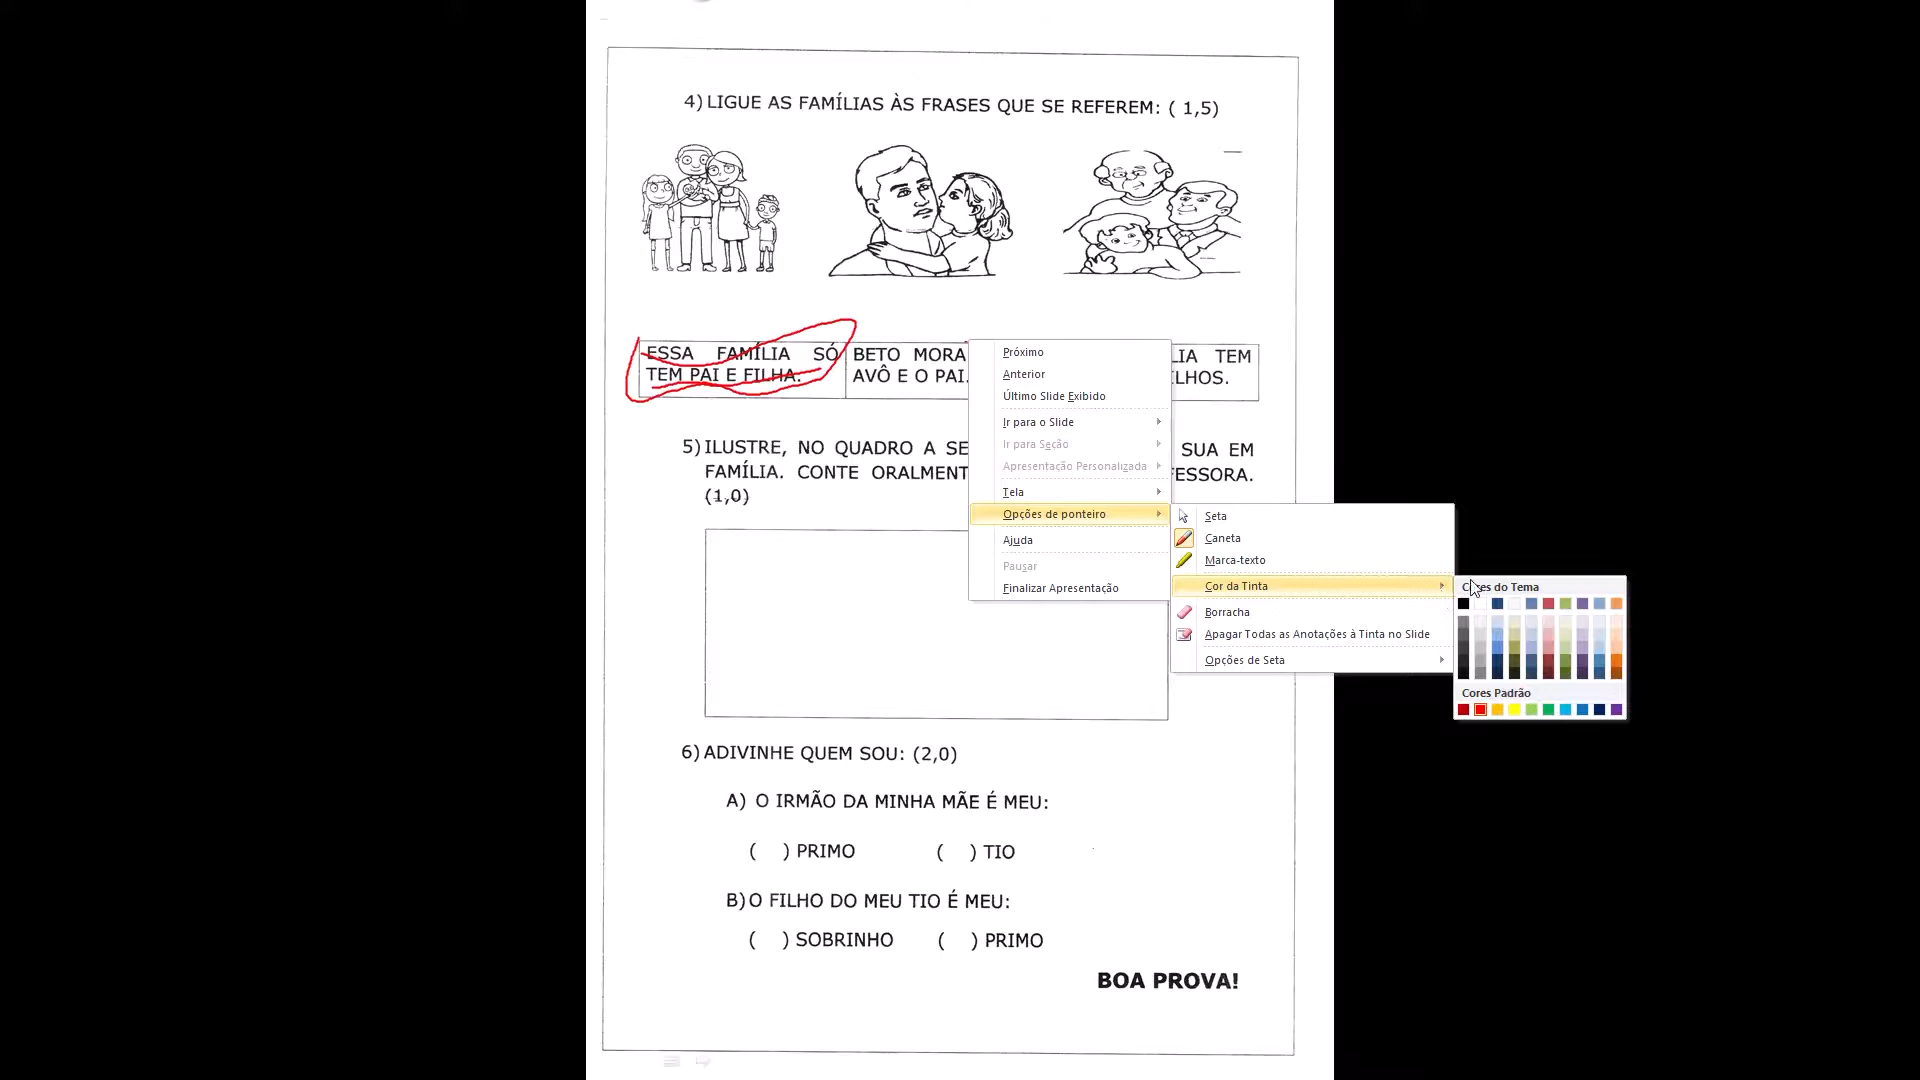 4) LIGUE AS FAMÍLIAS ÀS FRASES QUE SE REFEREM: ( 1,5)
ESSA FAMÍLIA SÓ
TEM PAI E FILHA.
BETO MORA
AVÔ E O PAI.
LIA TEM
ILHOS.
5) ILUSTRE, NO QUADRO A SE
SUA EM
FAMÍLIA. CONTE ORALMENT
FESSORA.
(1,0)
6) ADIVINHE QUEM SOU: (2,0)
A) O IRMÃO DA MINHA MÃE É MEU:
( ) PRIMO ( ) TIO
B) O FILHO DO MEU TIO É MEU:
( ) SOBRINHO ( ) PRIMO
BOA PROVA!
Próximo
Anterior
Último Slide Exibido
Ir para o Slide
Ir para Seção
Apresentação Personalizada
Tela
Opções de ponteiro
Ajuda
Pausar
Finalizar Apresentação
Seta
Caneta
Marca-texto
Cor da Tinta
Borracha
Apagar Todas as Anotações à Tinta no Slide
Opções de Seta
do Tema
Cores Padrão